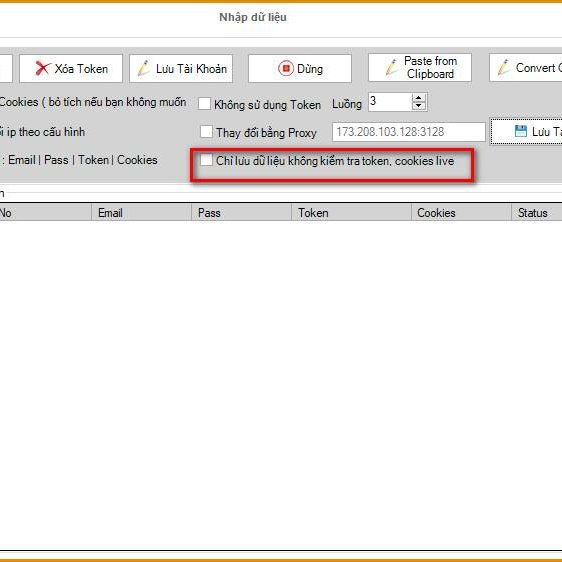 Nhập dữ liệu
Xóa Token Lưu Tài Khoản Dừng Paste from Clipboard Convert
Cookies ( bỏ tích nếu bạn không muốn Không sử dụng Token Luồng 3
ip theo cấu hình Thay đổi bằng Proxy 173.208.103.128:3128 Lưu
: Email | Pass | Token | Cookies Chỉ lưu dữ liệu không kiểm tra token, cookies live
No Email Pass Token Cookies Status